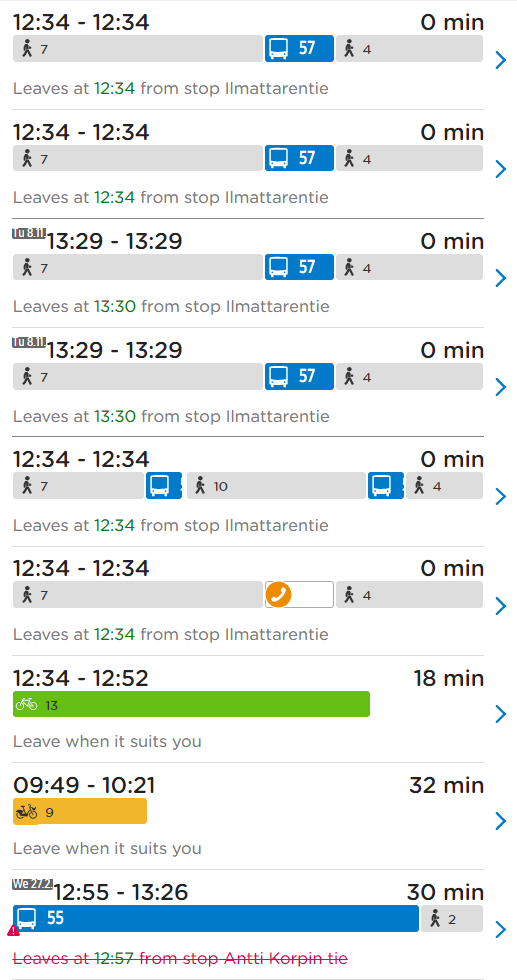 12:34 - 12:34 0 min
7 57 4
Leaves at 12:34 from stop Ilmattarentie
12:34 - 12:34 0 min
7 57 4
Leaves at 12:34 from stop Ilmattarentie
Tu 8.11. 13:29 - 13:29 0 min
7 57 4
Leaves at 13:30 from stop Ilmattarentie
Tu 8.11. 13:29 - 13:29 0 min
7 57 4
Leaves at 13:30 from stop Ilmattarentie
12:34 - 12:34 0 min
7 10 4
Leaves at 12:34 from stop Ilmattarentie
12:34 - 12:34 0 min
7 4
Leaves at 12:34 from stop Ilmattarentie
12:34 - 12:52 18 min
13
Leave when it suits you
09:49 - 10:21 32 min
9
Leave when it suits you
We 27.2. 12:55 - 13:26 30 min
55 2
Leaves at 12:57 from stop Antti Korpin tie